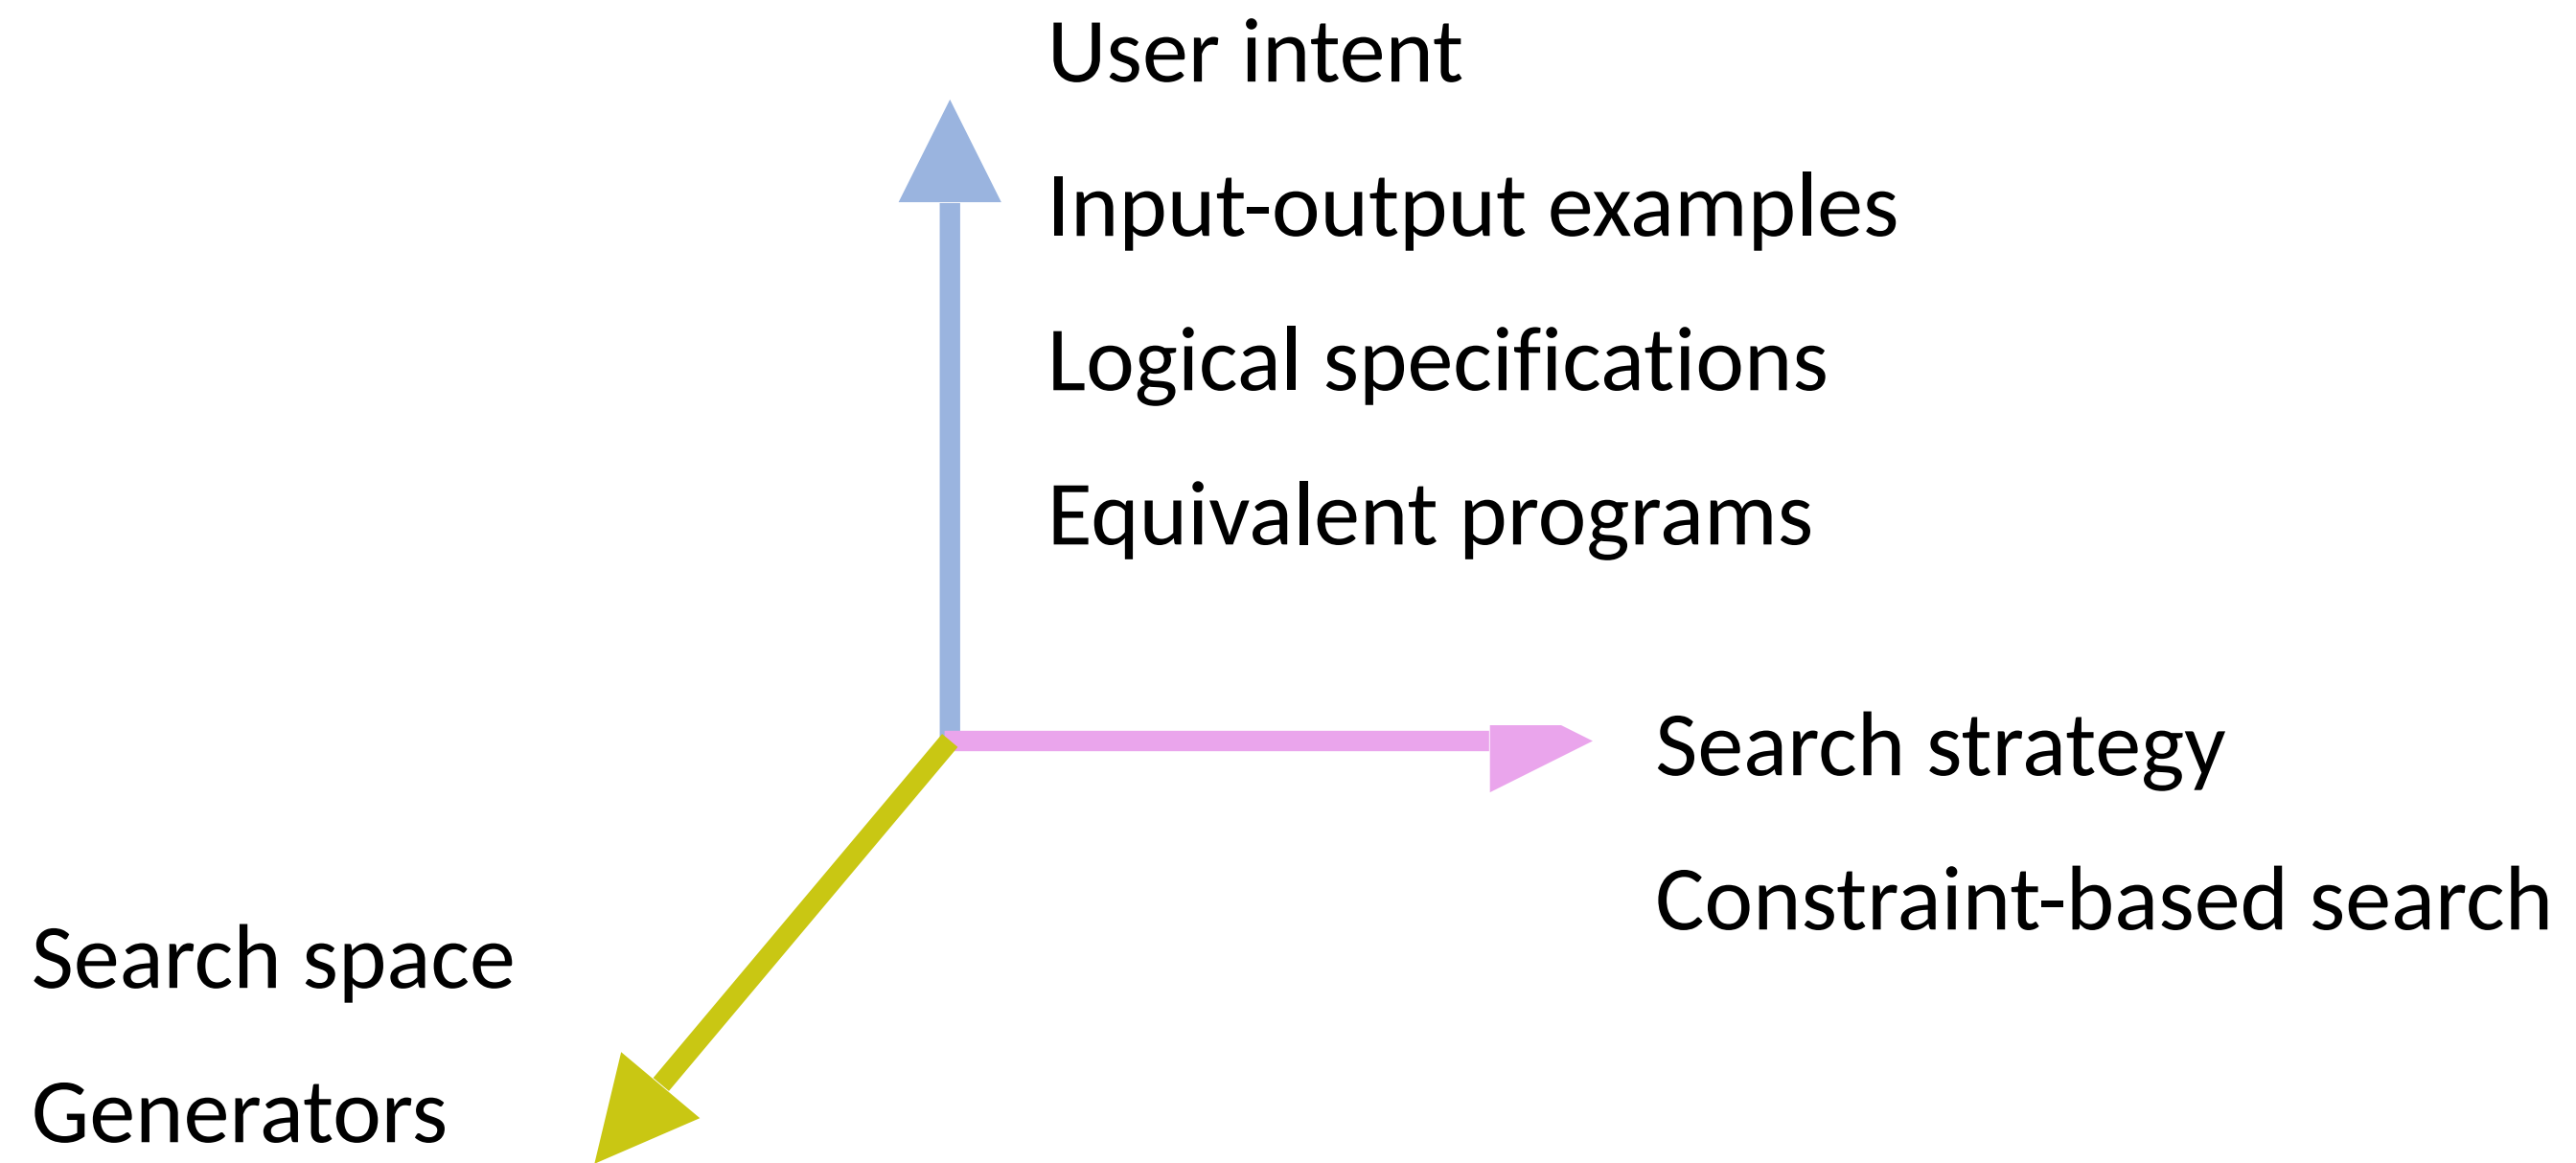 User intent
Input-output examples
Logical specifications
Equivalent programs
Search strategy
Constraint-based search
Search space
Generators